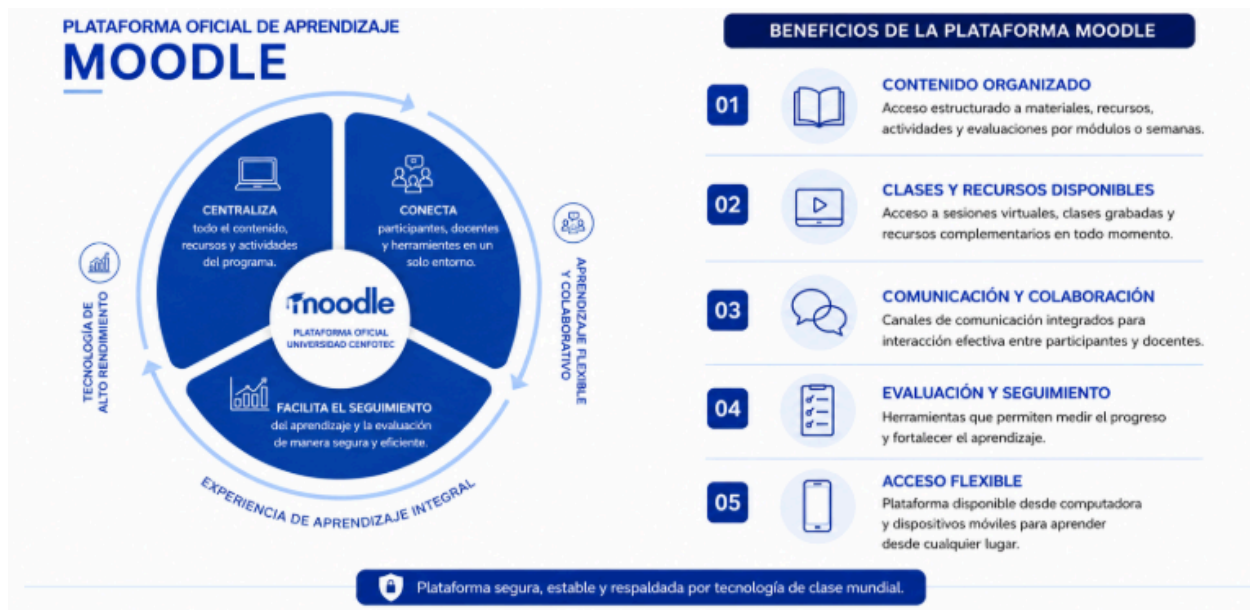 PLATAFORMA OFICIAL DE APRENDIZAJE
MOODLE
CENTRALIZA
todo el contenido,
recursos y actividades
del programa.
CONECTA
participantes, docentes
y herramientas en un
solo entorno.
moodle
PLATAFORMA OFICIAL
UNIVERSIDAD CENFOTEC
FACILITA EL SEGUIMIENTO
del aprendizaje y la evaluación
de manera segura y eficiente.
TECNOLOGÍA DE
ALTO RENDIMIENTO
APRENDIZAJE FLEXIBLE
Y COLABORATIVO
EXPERIENCIA DE APRENDIZAJE INTEGRAL
BENEFICIOS DE LA PLATAFORMA MOODLE
01
CONTENIDO ORGANIZADO
Acceso estructurado a materiales, recursos,
actividades y evaluaciones por módulos o semanas.
02
CLASES Y RECURSOS DISPONIBLES
Acceso a sesiones virtuales, clases grabadas y
recursos complementarios en todo momento.
03
COMUNICACIÓN Y COLABORACIÓN
Canales de comunicación integrados para
interacción efectiva entre participantes y docentes.
04
EVALUACIÓN Y SEGUIMIENTO
Herramientas que permiten medir el progreso
y fortalecer el aprendizaje.
05
ACCESO FLEXIBLE
Plataforma disponible desde computadora
y dispositivos móviles para aprender
desde cualquier lugar.
Plataforma segura, estable y respaldada por tecnología de clase mundial.